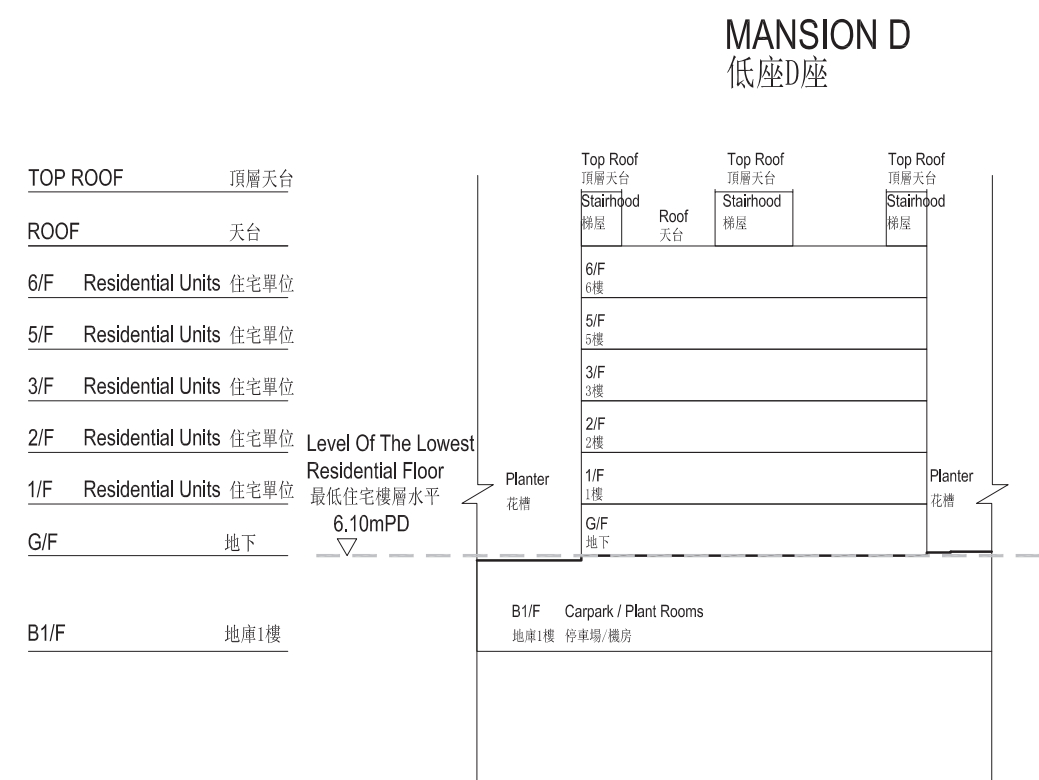 MANSION D
低座D座
TOP ROOF 頂層天台
ROOF 天台
6/F Residential Units 住宅單位
5/F Residential Units 住宅單位
3/F Residential Units 住宅單位
2/F Residential Units 住宅單位
1/F Residential Units 住宅單位
G/F 地下
B1/F 地庫1樓
Level Of The Lowest
Residential Floor
最低住宅樓層水平
6.10mPD
Top Roof
頂層天台
Stairhood
梯屋
Roof
天台
Top Roof
頂層天台
Stairhood
梯屋
Top Roof
頂層天台
Stairhood
梯屋
6/F
6樓
5/F
5樓
3/F
3樓
2/F
2樓
1/F
1樓
G/F
地下
Planter
花槽
Planter
花槽
B1/F Carpark / Plant Rooms
地庫1樓 停車場/機房